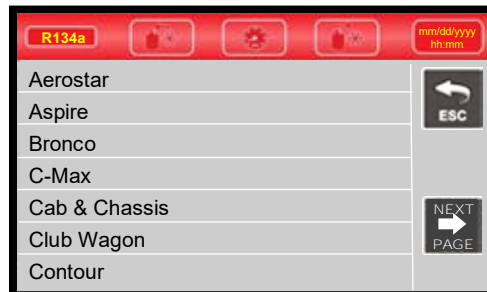 R134a
mm/dd/yyyy
hh:mm
Aerostar
Aspire
Bronco
C-Max
Cab & Chassis
Club Wagon
Contour
ESC
NEXT
PAGE